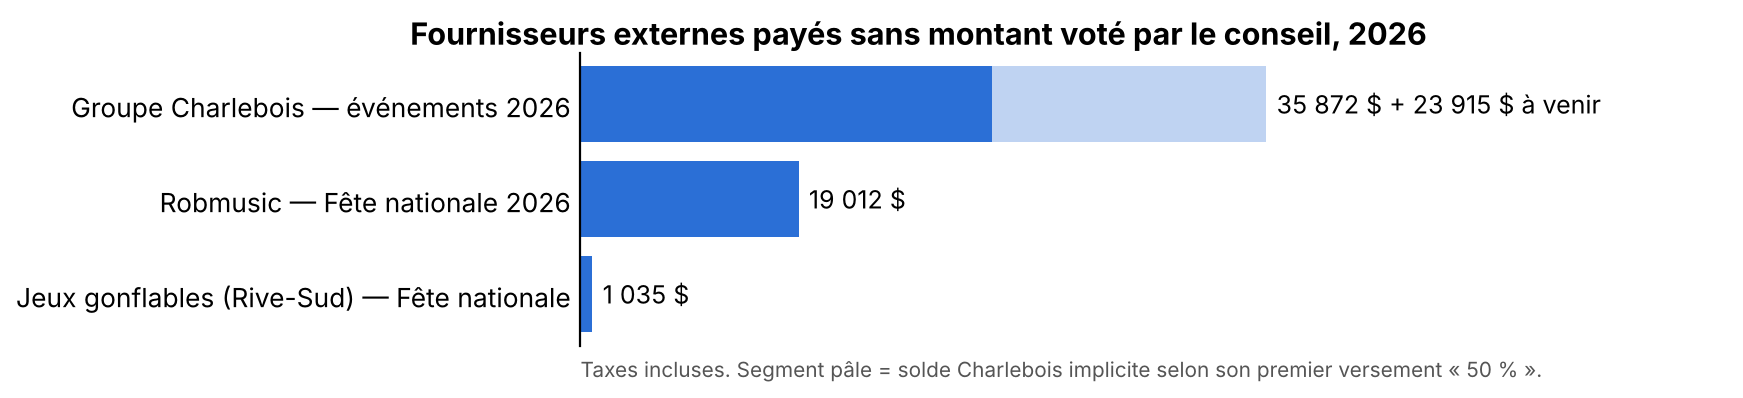 Fournisseurs externes payés sans montant voté par le conseil, 2026
Groupe Charlebois — événements 2026
35 872 $ + 23 915 $ à venir
Robmusic — Fête nationale 2026
19 012 $
Jeux gonflables (Rive-Sud) — Fête nationale
1 035 $
Taxes incluses. Segment pâle = solde Charlebois implicite selon son premier versement « 50 % ».